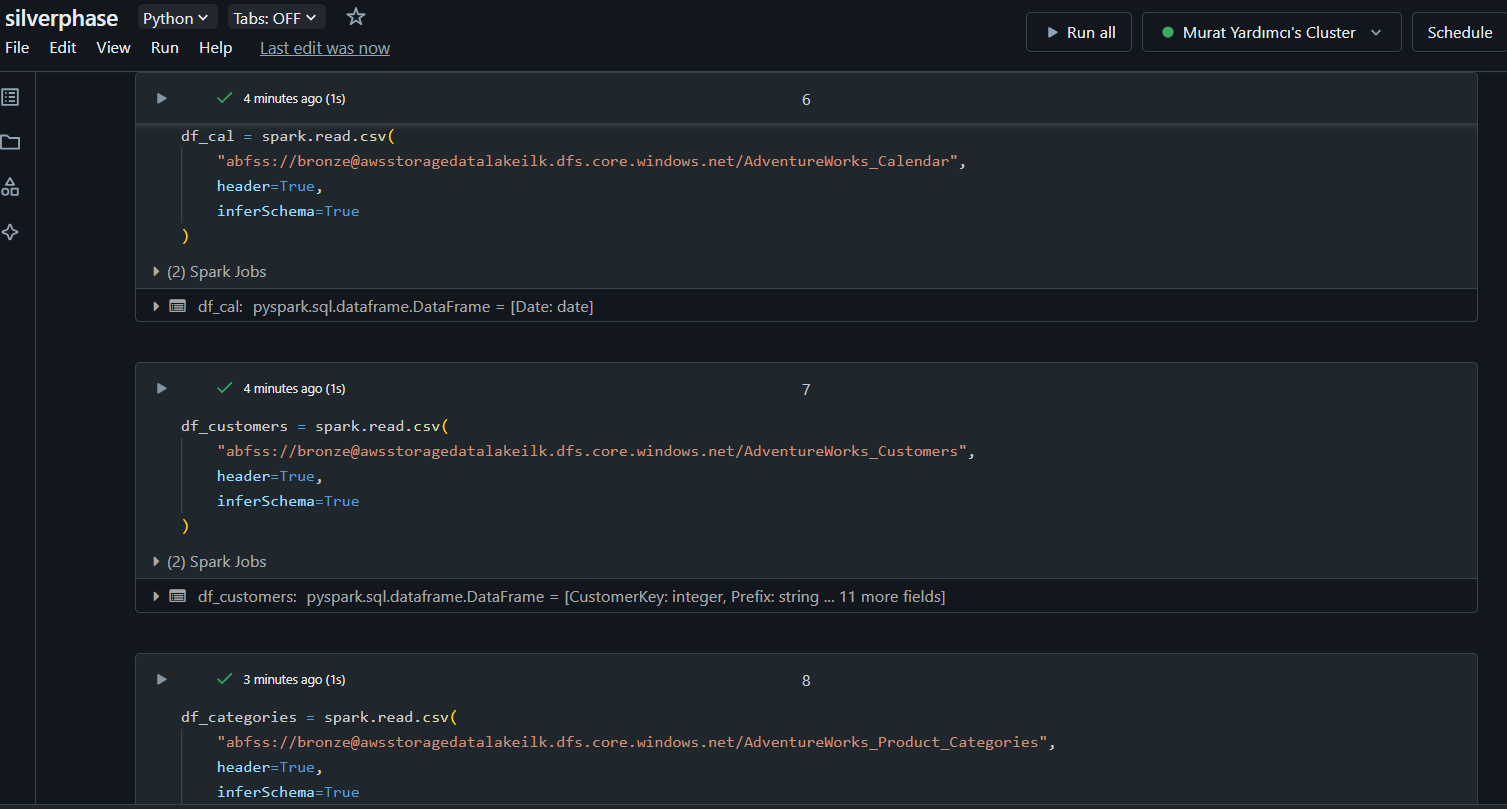 silverphase Python Tabs: OFF
File Edit View Run Help Last edit was now
Run all Murat Yardımcı's Cluster Schedule
4 minutes ago (1s) 6
df_cal = spark.read.csv(
"abfss://bronze@awsstoragedatalakeilk.dfs.core.windows.net/AdventureWorks_Calendar",
header=True,
inferSchema=True
)
(2) Spark Jobs
df_cal: pyspark.sql.dataframe.DataFrame = [Date: date]
4 minutes ago (1s) 7
df_customers = spark.read.csv(
"abfss://bronze@awsstoragedatalakeilk.dfs.core.windows.net/AdventureWorks_Customers",
header=True,
inferSchema=True
)
(2) Spark Jobs
df_customers: pyspark.sql.dataframe.DataFrame = [CustomerKey: integer, Prefix: string ... 11 more fields]
3 minutes ago (1s) 8
df_categories = spark.read.csv(
"abfss://bronze@awsstoragedatalakeilk.dfs.core.windows.net/AdventureWorks_Product_Categories",
header=True,
inferSchema=True